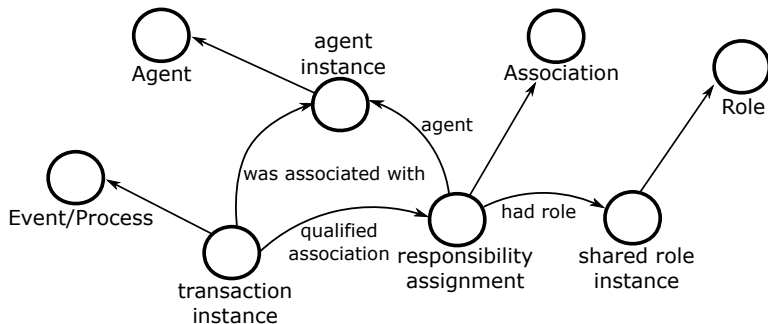 agent
instance
Agent
Association
Role
agent
was associated with
Event/Process
had role
qualified
association
responsibility
assignment
shared role
instance
transaction
instance